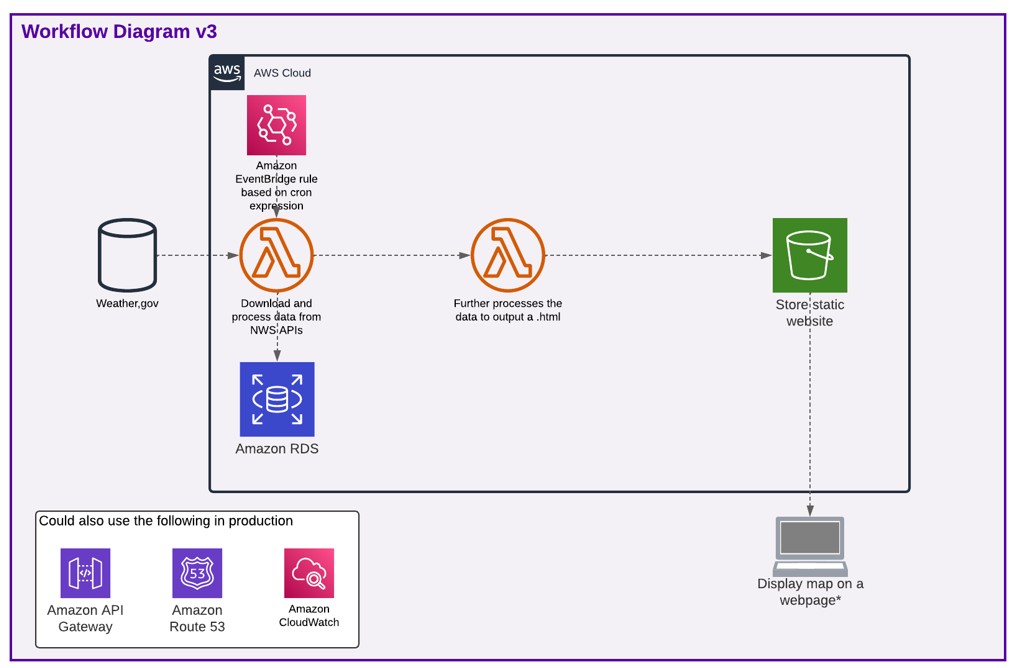 Workflow Diagram v3
aws
AWS Cloud
Amazon
EventBridge rule
based on cron
expression
Weather,gov
Download and
process data from
NWS APIs
Further processes the
data to output a .html
Store static
website
Amazon RDS
Could also use the following in production
</>
Amazon API
Gateway
53
Amazon
Route 53
Amazon
CloudWatch
Display map on a
webpage*